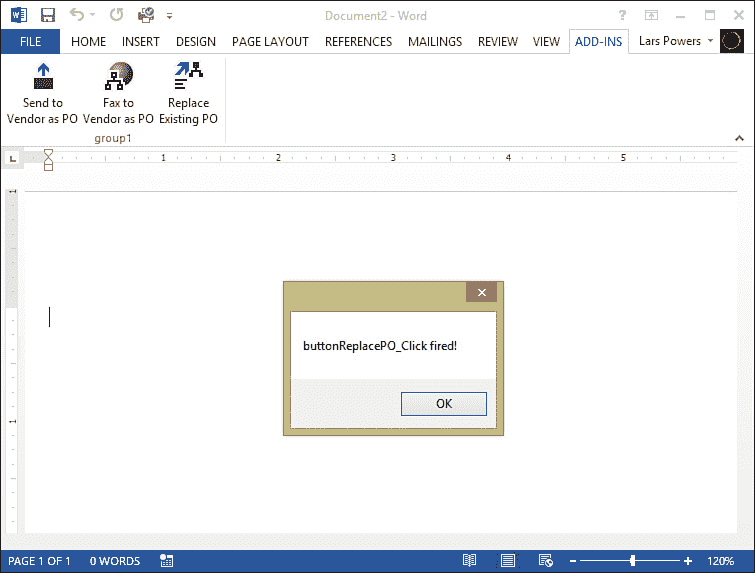 Document2 - Word
?
FILE HOME INSERT DESIGN PAGE LAYOUT REFERENCES MAILINGS REVIEW VIEW ADD-INS Lars Powers
Send to Vendor as PO
Fax to Vendor as PO
Replace Existing PO
group1
L 1 2 3 4 5
1
1
buttonReplacePO_Click fired!
OK
PAGE 1 OF 1 0 WORDS 120%